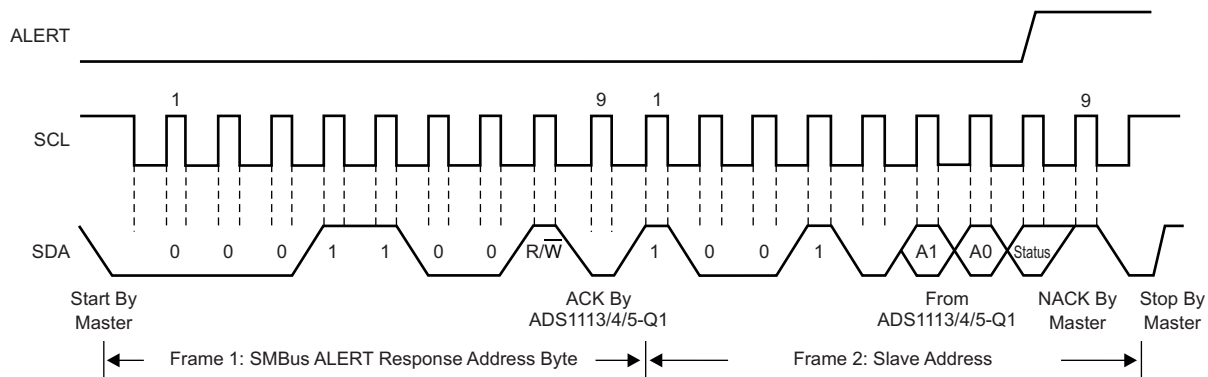 ALERT
1 9 1 9
SCL
SDA
0 0 0 1 1 0 0 R/W 1 0 0 1 A1 A0 Status
Start By
Master
ACK By
ADS1113/4/5-Q1
From
ADS1113/4/5-Q1
NACK By
Master
Stop By
Master
Frame 1: SMBus ALERT Response Address Byte
Frame 2: Slave Address